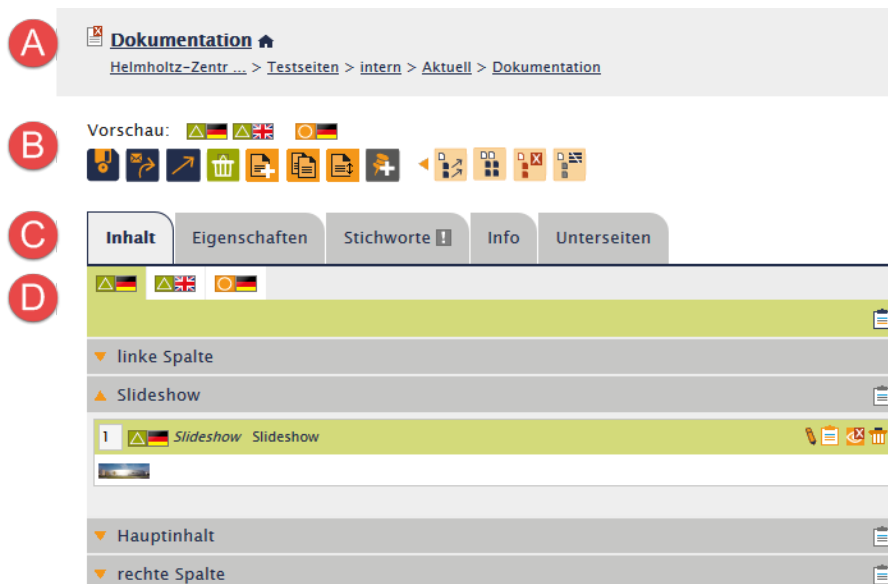 A
Dokumentation
Helmholtz-Zentr ... > Testseiten > intern > Aktuell > Dokumentation
B
Vorschau:
D DD D D
C
Inhalt Eigenschaften Stichworte ! Info Unterseiten
D
linke Spalte
Slideshow
1 Slideshow Slideshow
Hauptinhalt
rechte Spalte